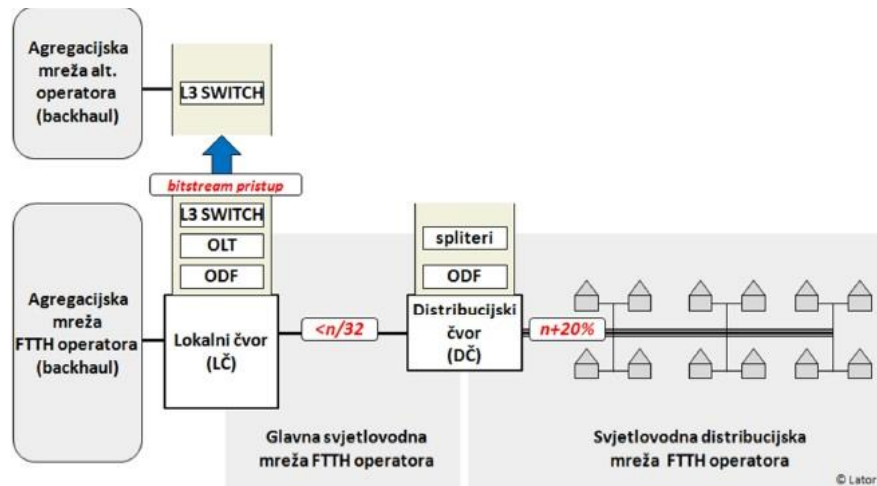 Agregacijska
mreža alt.
operatora
(backhaul)
L3 SWITCH
bitstream pristup
L3 SWITCH
OLT
ODF
spliteri
ODF
Agregacijska
mreža
FTTH operatora
(backhaul)
Lokalni čvor
(LČ)
<n/32
Distribucijski
čvor
(DČ)
n+20%
Glavna svjetlovodna
mreža FTTH operatora
Svjetlovodna distribucijska
mreža FTTH operatora
© Lator